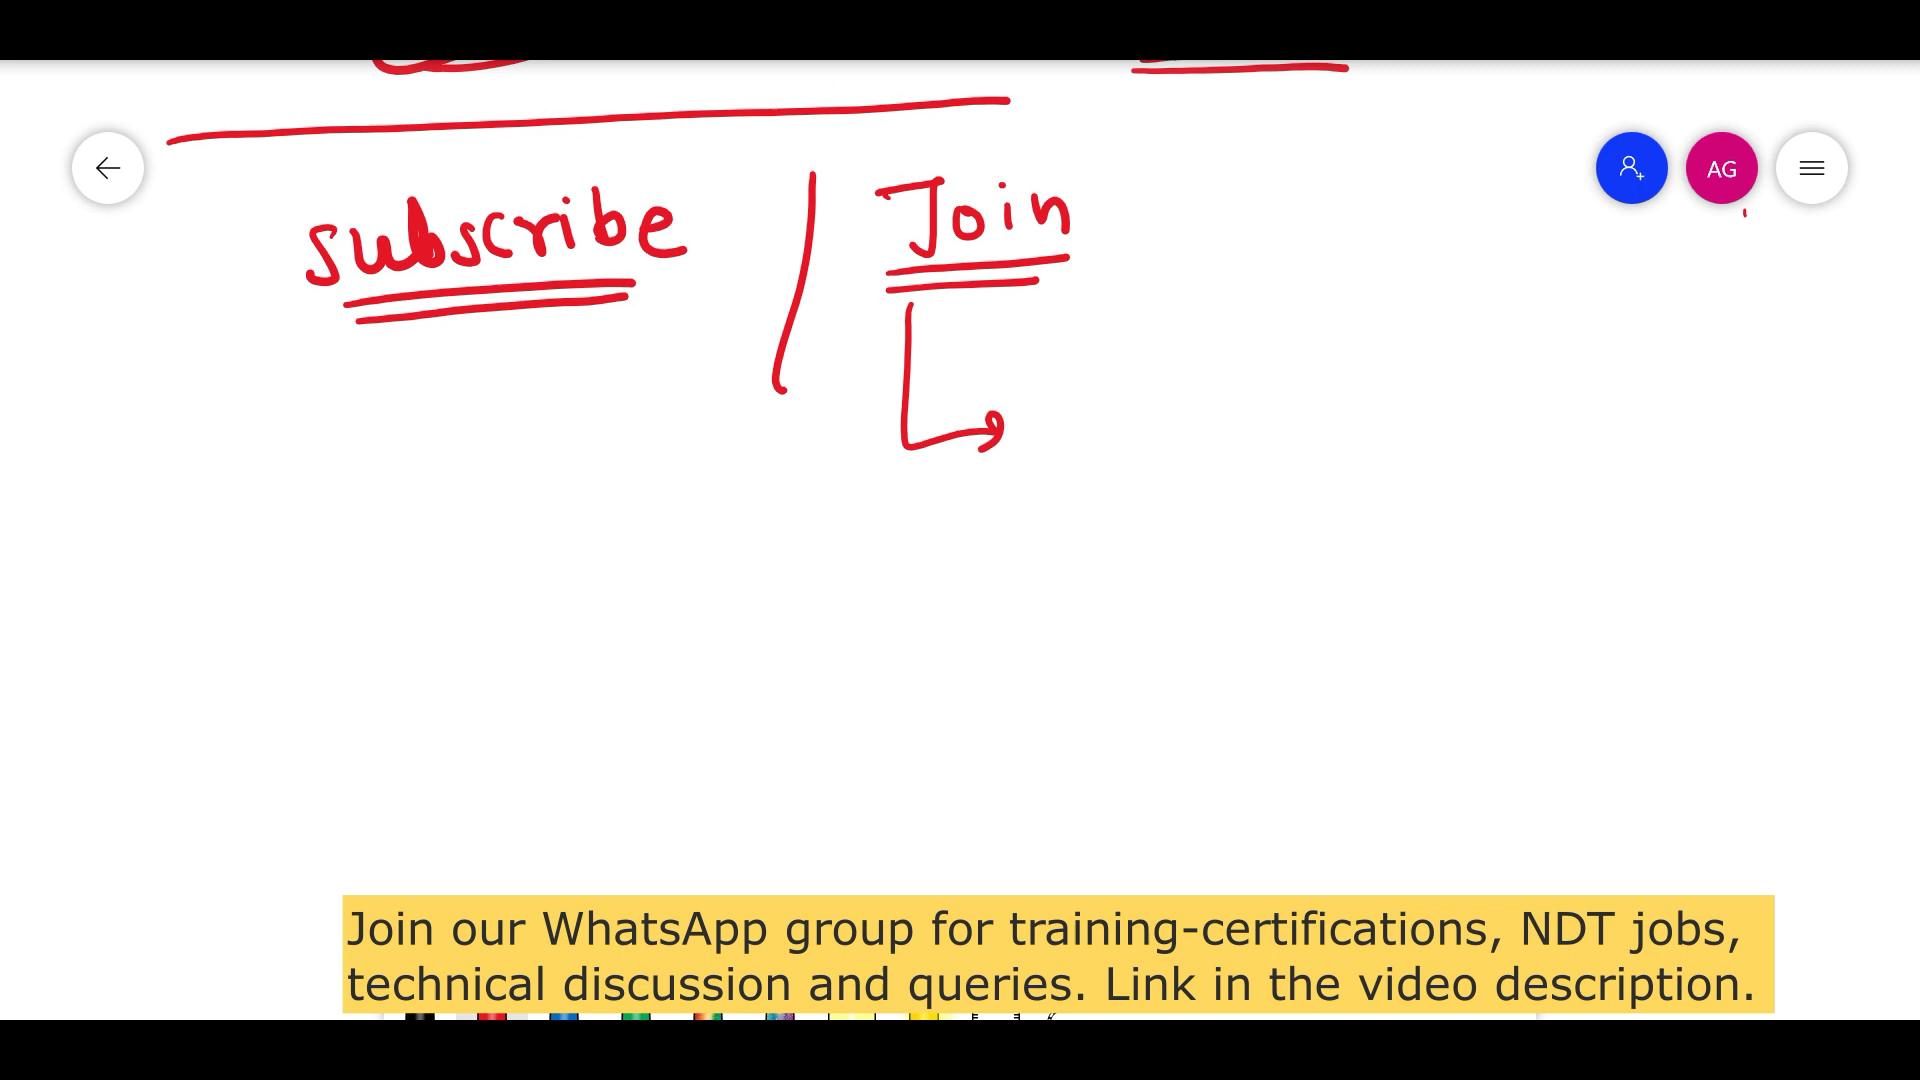 subscribe / Join
AG
Join our WhatsApp group for training-certifications, NDT jobs,
technical discussion and queries. Link in the video description.